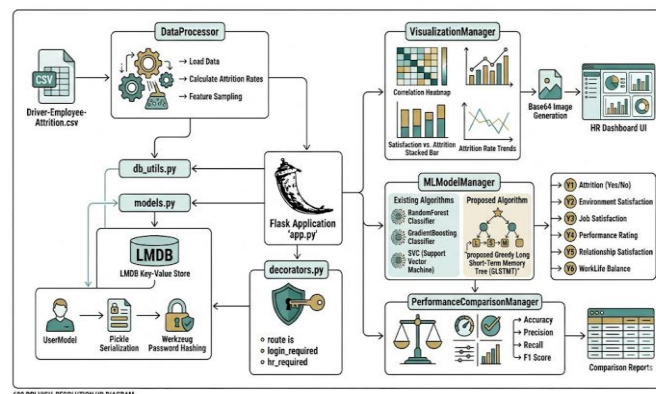 DataProcessor
CSV
Driver-Employee-
Attrition.csv
Load Data
Calculate Attrition Rates
Feature Sampling
db_utils.py
models.py
LMDB
LMDB Key-Value Store
UserModel
Pickle
Serialization
Werkzeug
Password Hashing
Flask Application
'app.py'
decorators.py
route is
login_required
hr_required
VisualizationManager
Correlation Heatmap
Satisfaction vs. Attrition
Stacked Bar
Attrition Rate Trends
Base64 Image
Generation
HR Dashboard UI
MLModelManager
Existing Algorithms
RandomForest
Classifier
GradientBoosting
Classifier
SVC (Support
Vector
Machine)
Proposed Algorithm
L
S
M
"proposed Greedy Long
Short-Term Memory
Tree (GLSTMT)"
Y1 Attrition (Yes/No)
Y2 Environment Satisfaction
Y3 Job Satisfaction
Y4 Performance Rating
Y5 Relationship Satisfaction
Y6 WorkLife Balance
PerformanceComparisonManager
Accuracy
Precision
Recall
F1 Score
Comparison Reports